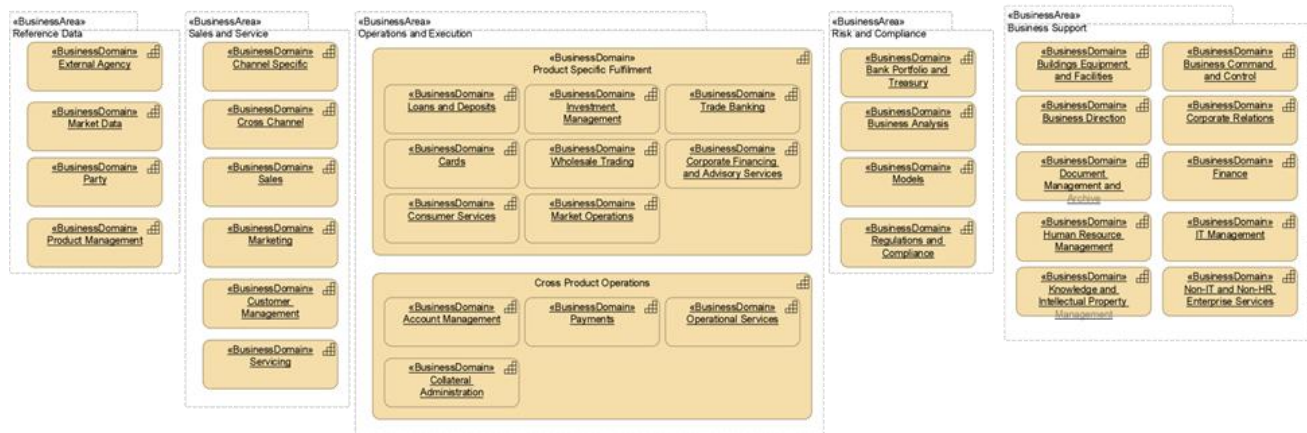 «BusinessArea»
Reference Data
«BusinessDomain»
External Agency
«BusinessDomain»
Market Data
«BusinessDomain»
Party
«BusinessDomain»
Product Management
«BusinessArea»
Sales and Service
«BusinessDomain»
Channel Specific
«BusinessDomain»
Cross Channel
«BusinessDomain»
Sales
«BusinessDomain»
Marketing
«BusinessDomain»
Customer
Management
«BusinessDomain»
Servicing
«BusinessArea»
Operations and Execution
«BusinessDomain»
Product Specific Fulfilment
«BusinessDomain»
Loans and Deposits
«BusinessDomain»
Investment
Management
«BusinessDomain»
Trade Banking
«BusinessDomain»
Cards
«BusinessDomain»
Wholesale Trading
«BusinessDomain»
Corporate Financing
and Advisory Services
«BusinessDomain»
Consumer Services
«BusinessDomain»
Market Operations
Cross Product Operations
«BusinessDomain»
Account Management
«BusinessDomain»
Payments
«BusinessDomain»
Operational Services
«BusinessDomain»
Collateral
Administration
«BusinessArea»
Risk and Compliance
«BusinessDomain»
Bank Portfolio and
Treasury
«BusinessDomain»
Business Analysis
«BusinessDomain»
Models
«BusinessDomain»
Regulations and
Compliance
«BusinessArea»
Business Support
«BusinessDomain»
Buildings Equipment
and Facilities
«BusinessDomain»
Business Command
and Control
«BusinessDomain»
Business Direction
«BusinessDomain»
Corporate Relations
«BusinessDomain»
Document
Management and
Archive
«BusinessDomain»
Finance
«BusinessDomain»
Human Resource
Management
«BusinessDomain»
IT Management
«BusinessDomain»
Knowledge and
Intellectual Property
Management
«BusinessDomain»
Non-IT and Non-HR
Enterprise Services